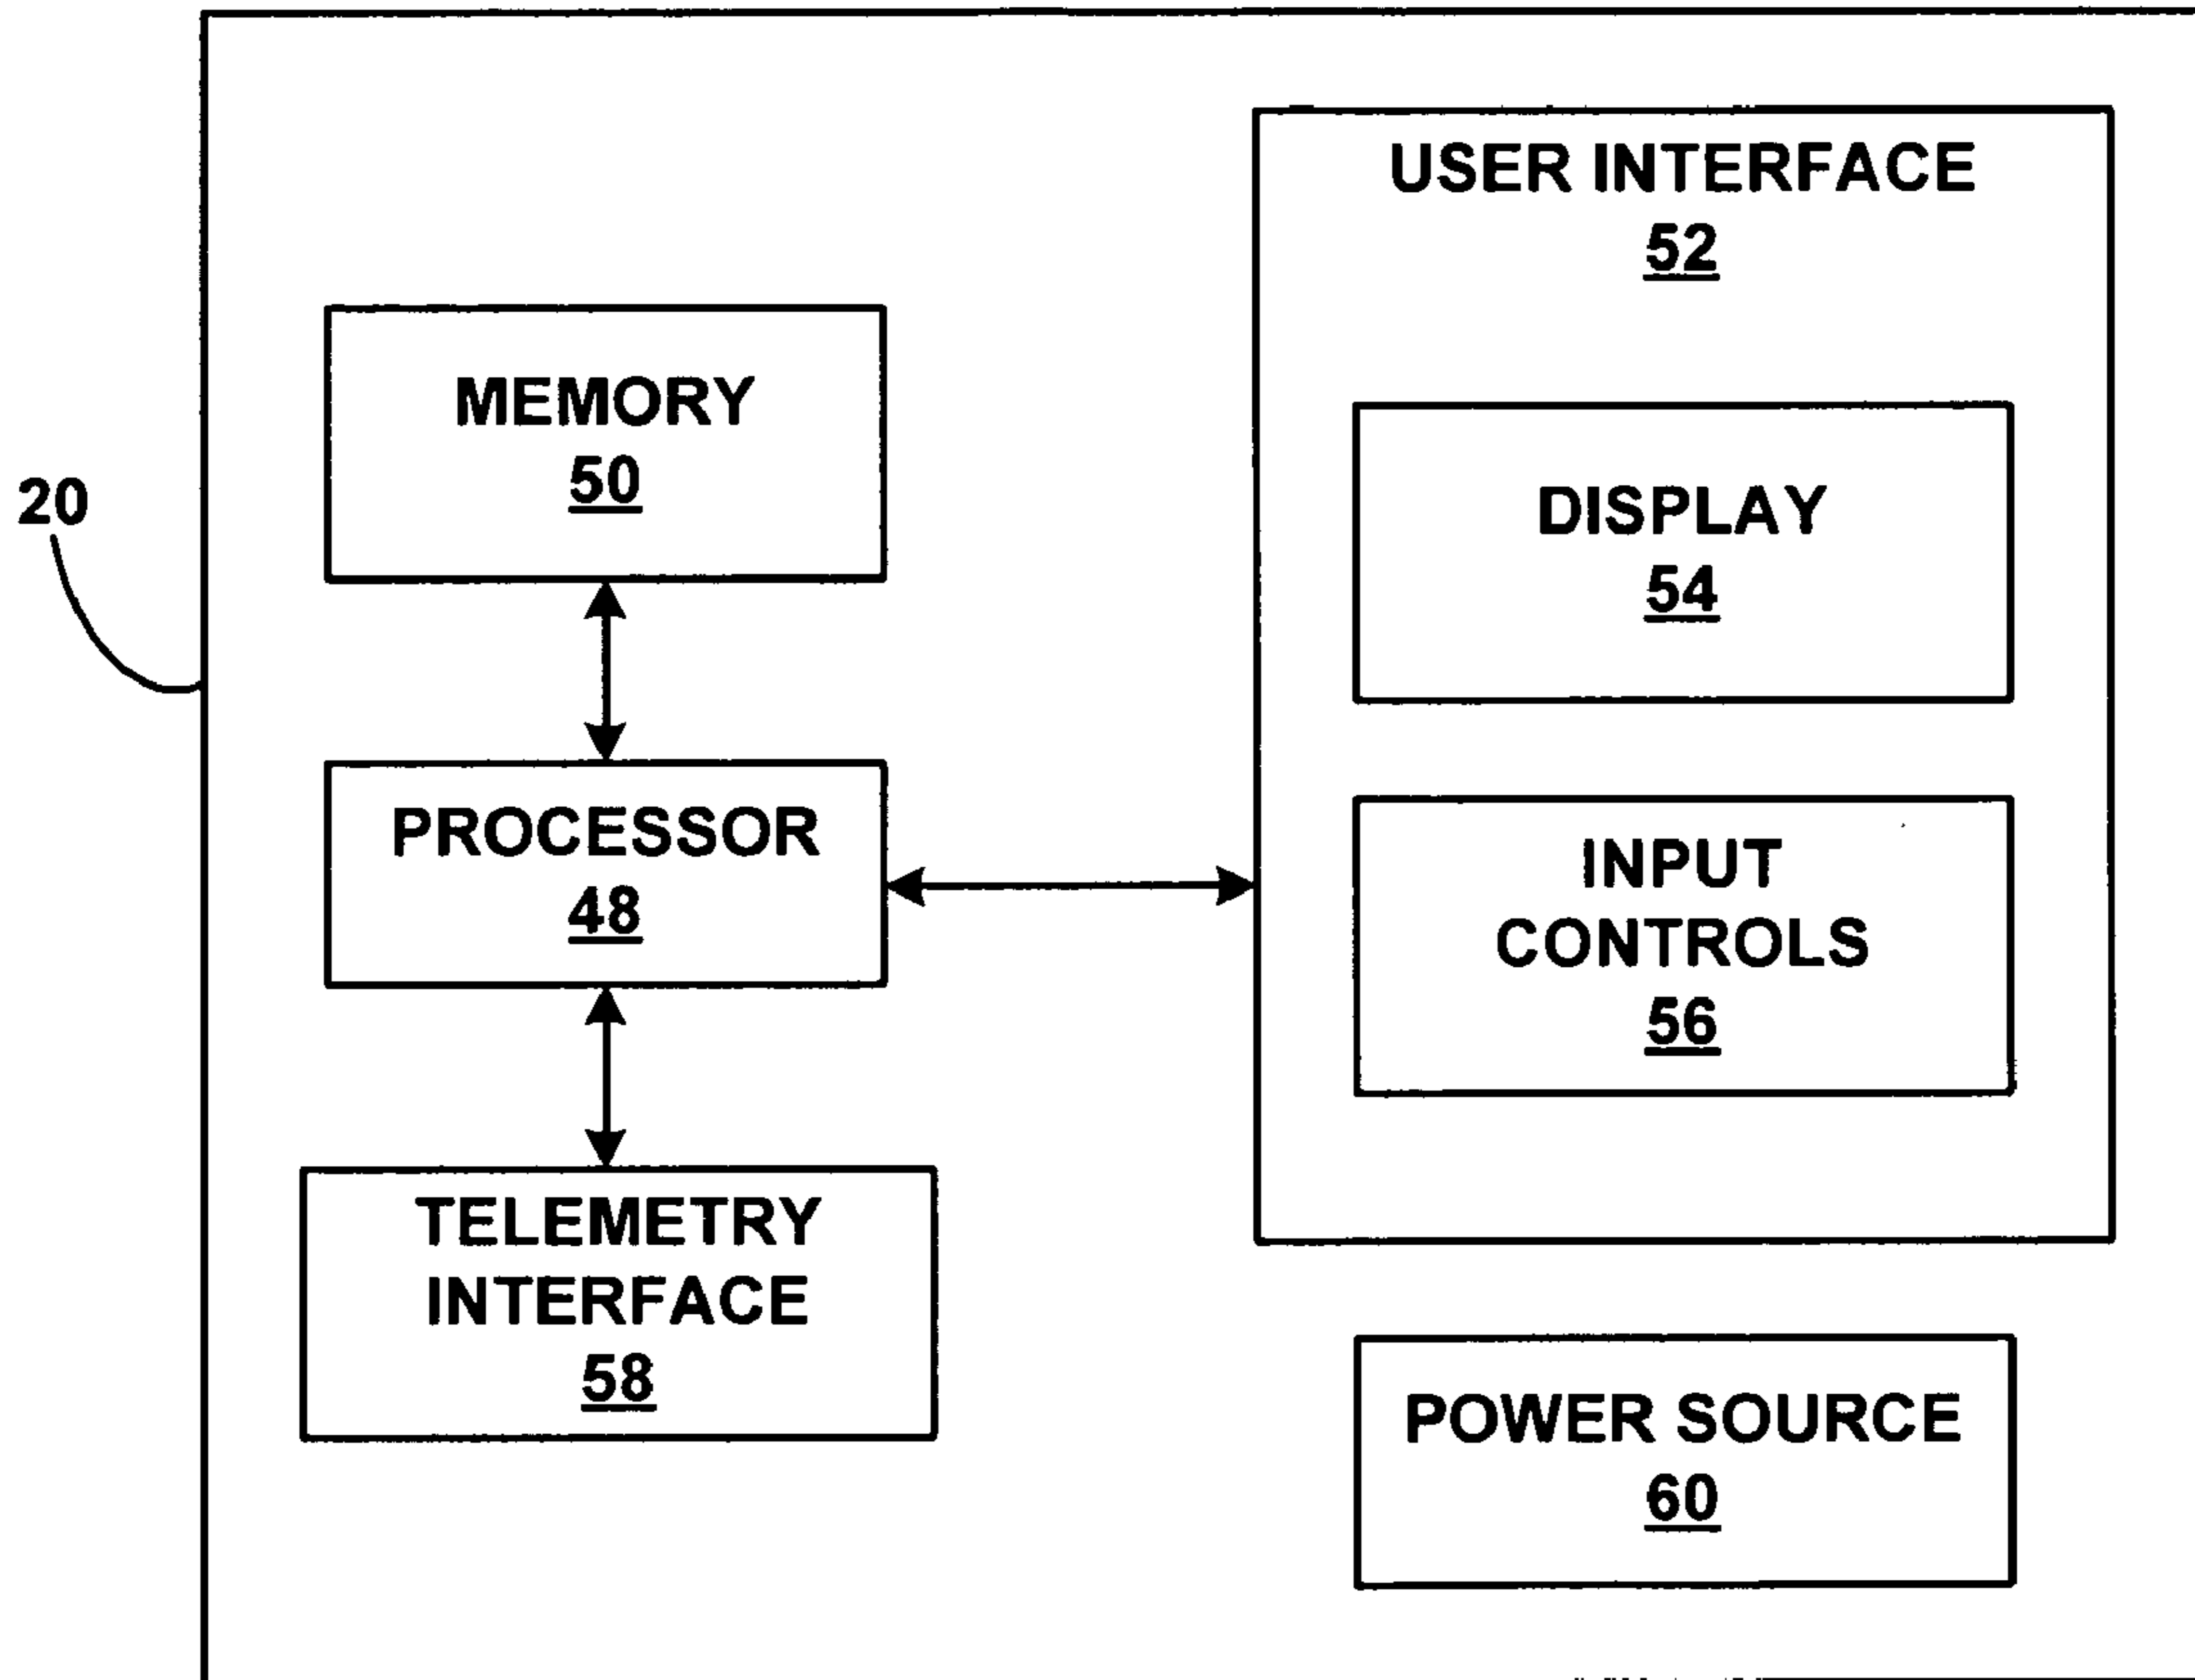 USER INTERFACE
52
MEMORY
50
DISPLAY
54
20
PROCESSOR
48
INPUT
CONTROLS
56
TELEMETRY
INTERFACE
58
POWER SOURCE
60